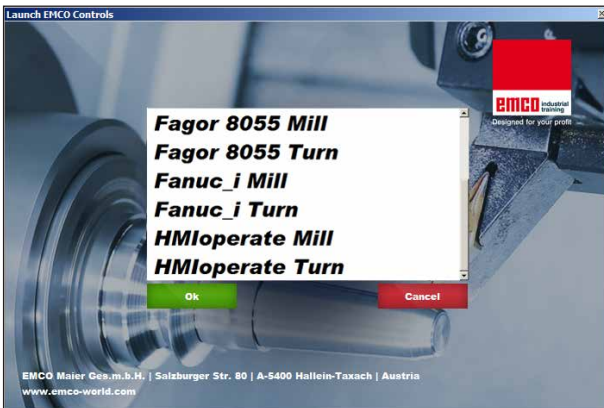 Launch EMCO Controls
emco industrial
training
Designed for your profit
Fagor 8055 Mill
Fagor 8055 Turn
Fanuc_i Mill
Fanuc_i Turn
HMIoperate Mill
HMIoperate Turn
Ok Cancel
EMCO Maier Ges.m.b.H. | Salzburger Str. 80 | A-5400 Hallein-Taxach | Austria
www.emco-world.com